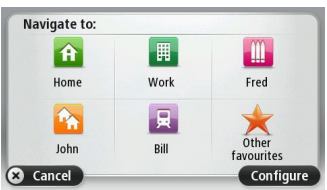 Navigate to:
Home
Work
Fred
John
Bill
Other
favourites
Cancel
Configure